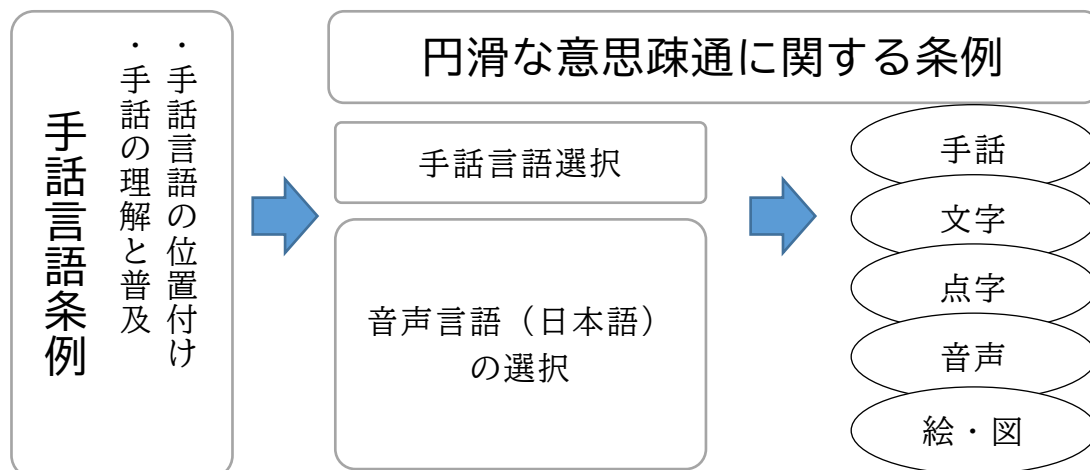 ・手話言語の位置付け
・手話の理解と普及
手話言語条例
円滑な意思疎通に関する条例
手話言語選択
音声言語（日本語）
の選択
手話
文字
点字
音声
絵・図